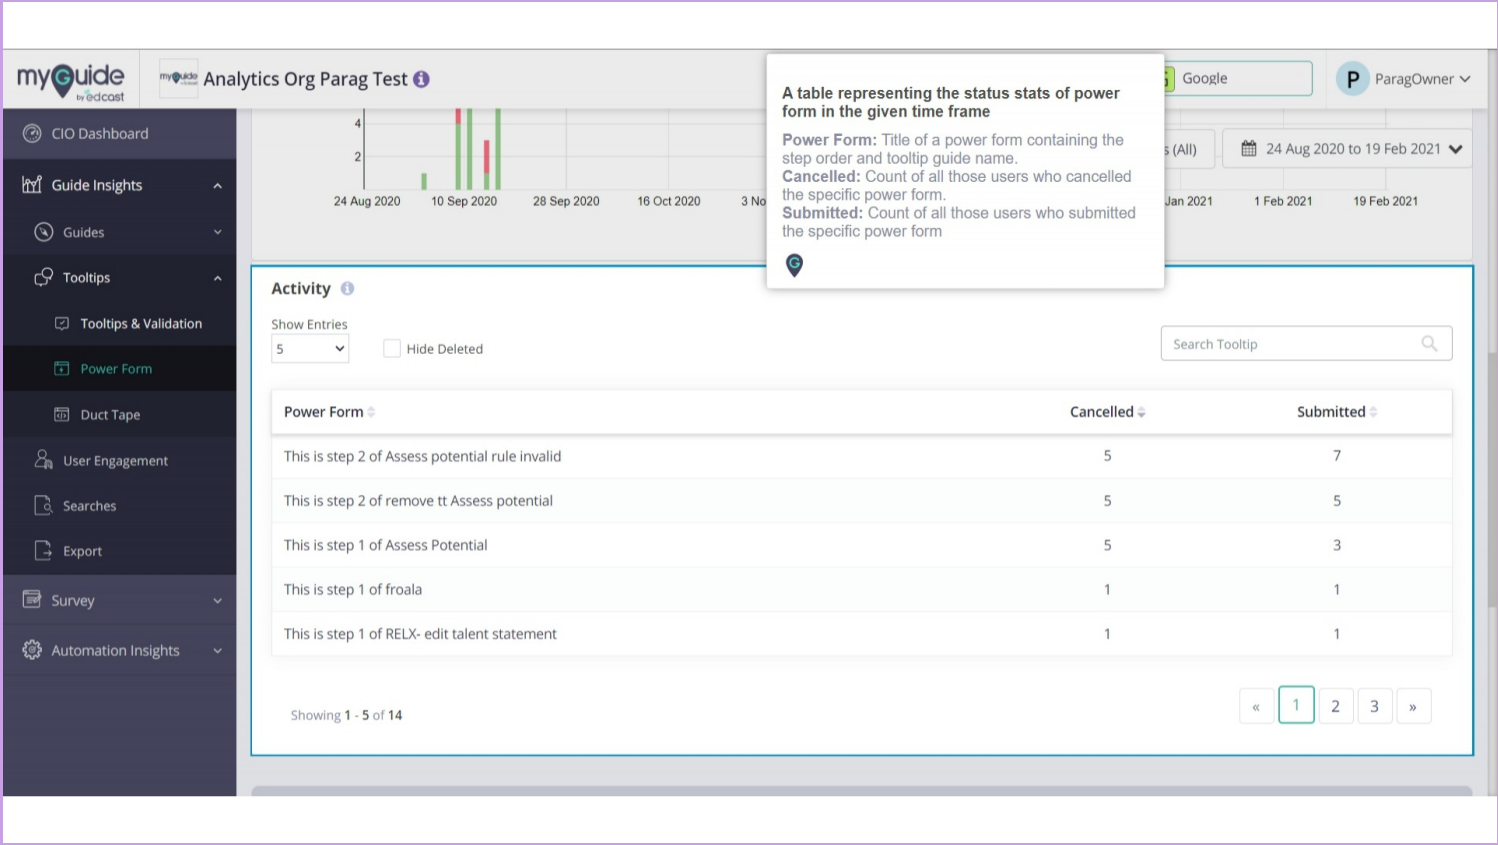 myGuide
by edcast
myGuide
Analytics Org Parag Test
Google
P
ParagOwner
CIO Dashboard
Guide Insights
Guides
Tooltips
Tooltips & Validation
Power Form
Duct Tape
User Engagement
Searches
Export
Survey
Automation Insights
4
2
24 Aug 2020
10 Sep 2020
28 Sep 2020
16 Oct 2020
3 No
Jan 2021
1 Feb 2021
19 Feb 2021
s (All)
24 Aug 2020 to 19 Feb 2021
A table representing the status stats of power
form in the given time frame
Power Form: Title of a power form containing the
step order and tooltip guide name.
Cancelled: Count of all those users who cancelled
the specific power form.
Submitted: Count of all those users who submitted
the specific power form
Activity
Show Entries
5
Hide Deleted
Search Tooltip
Power Form Cancelled Submitted
This is step 2 of Assess potential rule invalid 5 7
This is step 2 of remove tt Assess potential 5 5
This is step 1 of Assess Potential 5 3
This is step 1 of froala 1 1
This is step 1 of RELX- edit talent statement 1 1
Showing 1 - 5 of 14
« 1 2 3 »